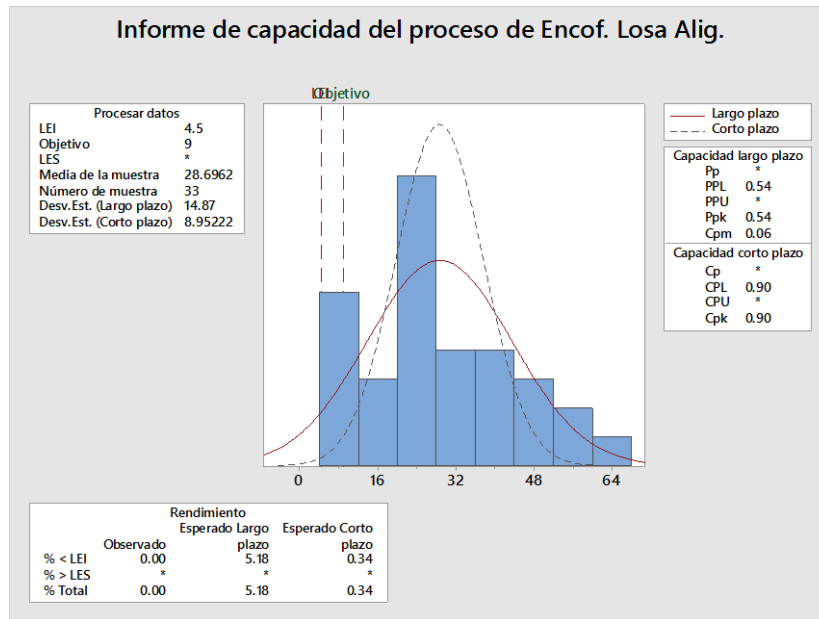 Informe de capacidad del proceso de Encof. Losa Alig.
LEI Objetivo
Procesar datos
LEI 4.5
Objetivo 9
LES *
Media de la muestra 28.6962
Número de muestra 33
Desv.Est. (Largo plazo) 14.87
Desv.Est. (Corto plazo) 8.95222
Largo plazo
Corto plazo
Capacidad largo plazo
Pp *
PPL 0.54
PPU *
Ppk 0.54
Cpm 0.06
Capacidad corto plazo
Cp *
CPL 0.90
CPU *
Cpk 0.90
0 16 32 48 64
Rendimiento
Esperado Largo Esperado Corto
Observado plazo plazo
% < LEI 0.00 5.18 0.34
% > LES * * *
% Total 0.00 5.18 0.34